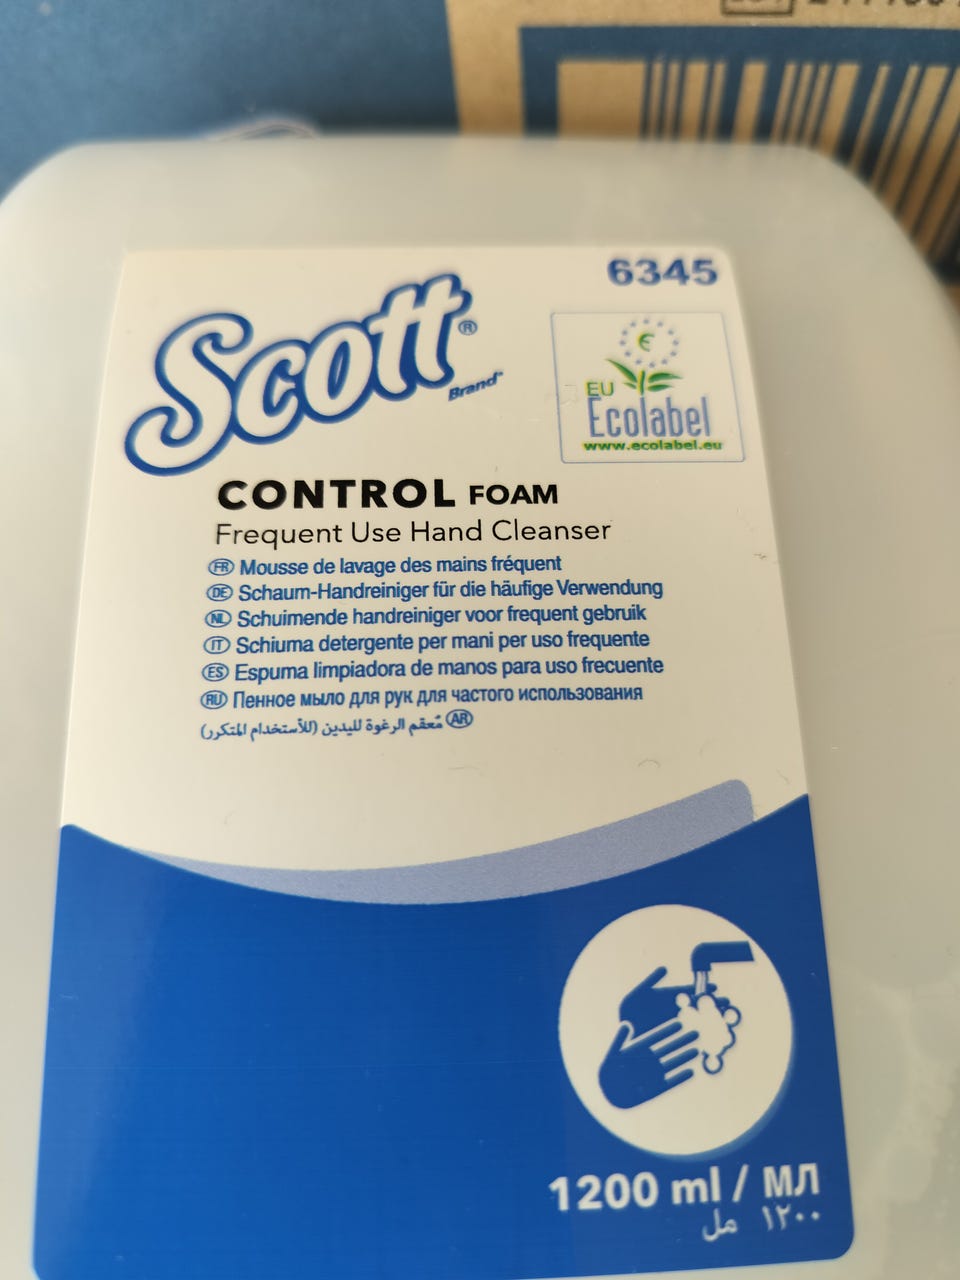 6345
Scott®
Brand™
EU
Ecolabel
www.ecolabel.eu
CONTROL FOAM
Frequent Use Hand Cleanser
FR Mousse de lavage des mains fréquent
DE Schaum-Handreiniger für die häufige Verwendung
NL Schuimende handreiniger voor frequent gebruik
IT Schiuma detergente per mani per uso frequente
ES Espuma limpiadora de manos para uso frecuente
RU Пенное мыло для рук для частого использования
AR مُعقم الرغوة لليدين (للأستخدام المتكرر)
1200 ml / МЛ
١٢٠٠ مل